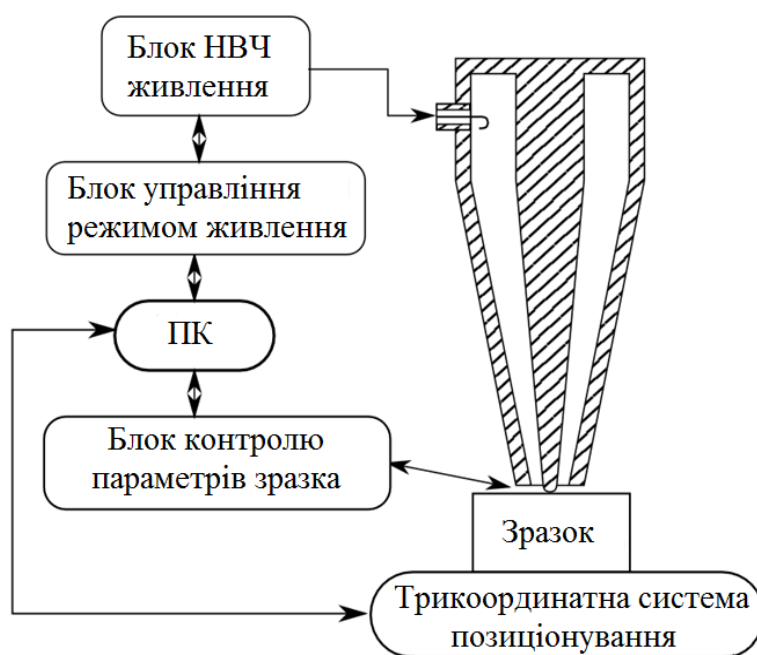 Блок НВЧ
живлення
Блок управління
режимом живлення
ПК
Блок контролю
параметрів зразка
Зразок
Трикоординатна система
позиціонування